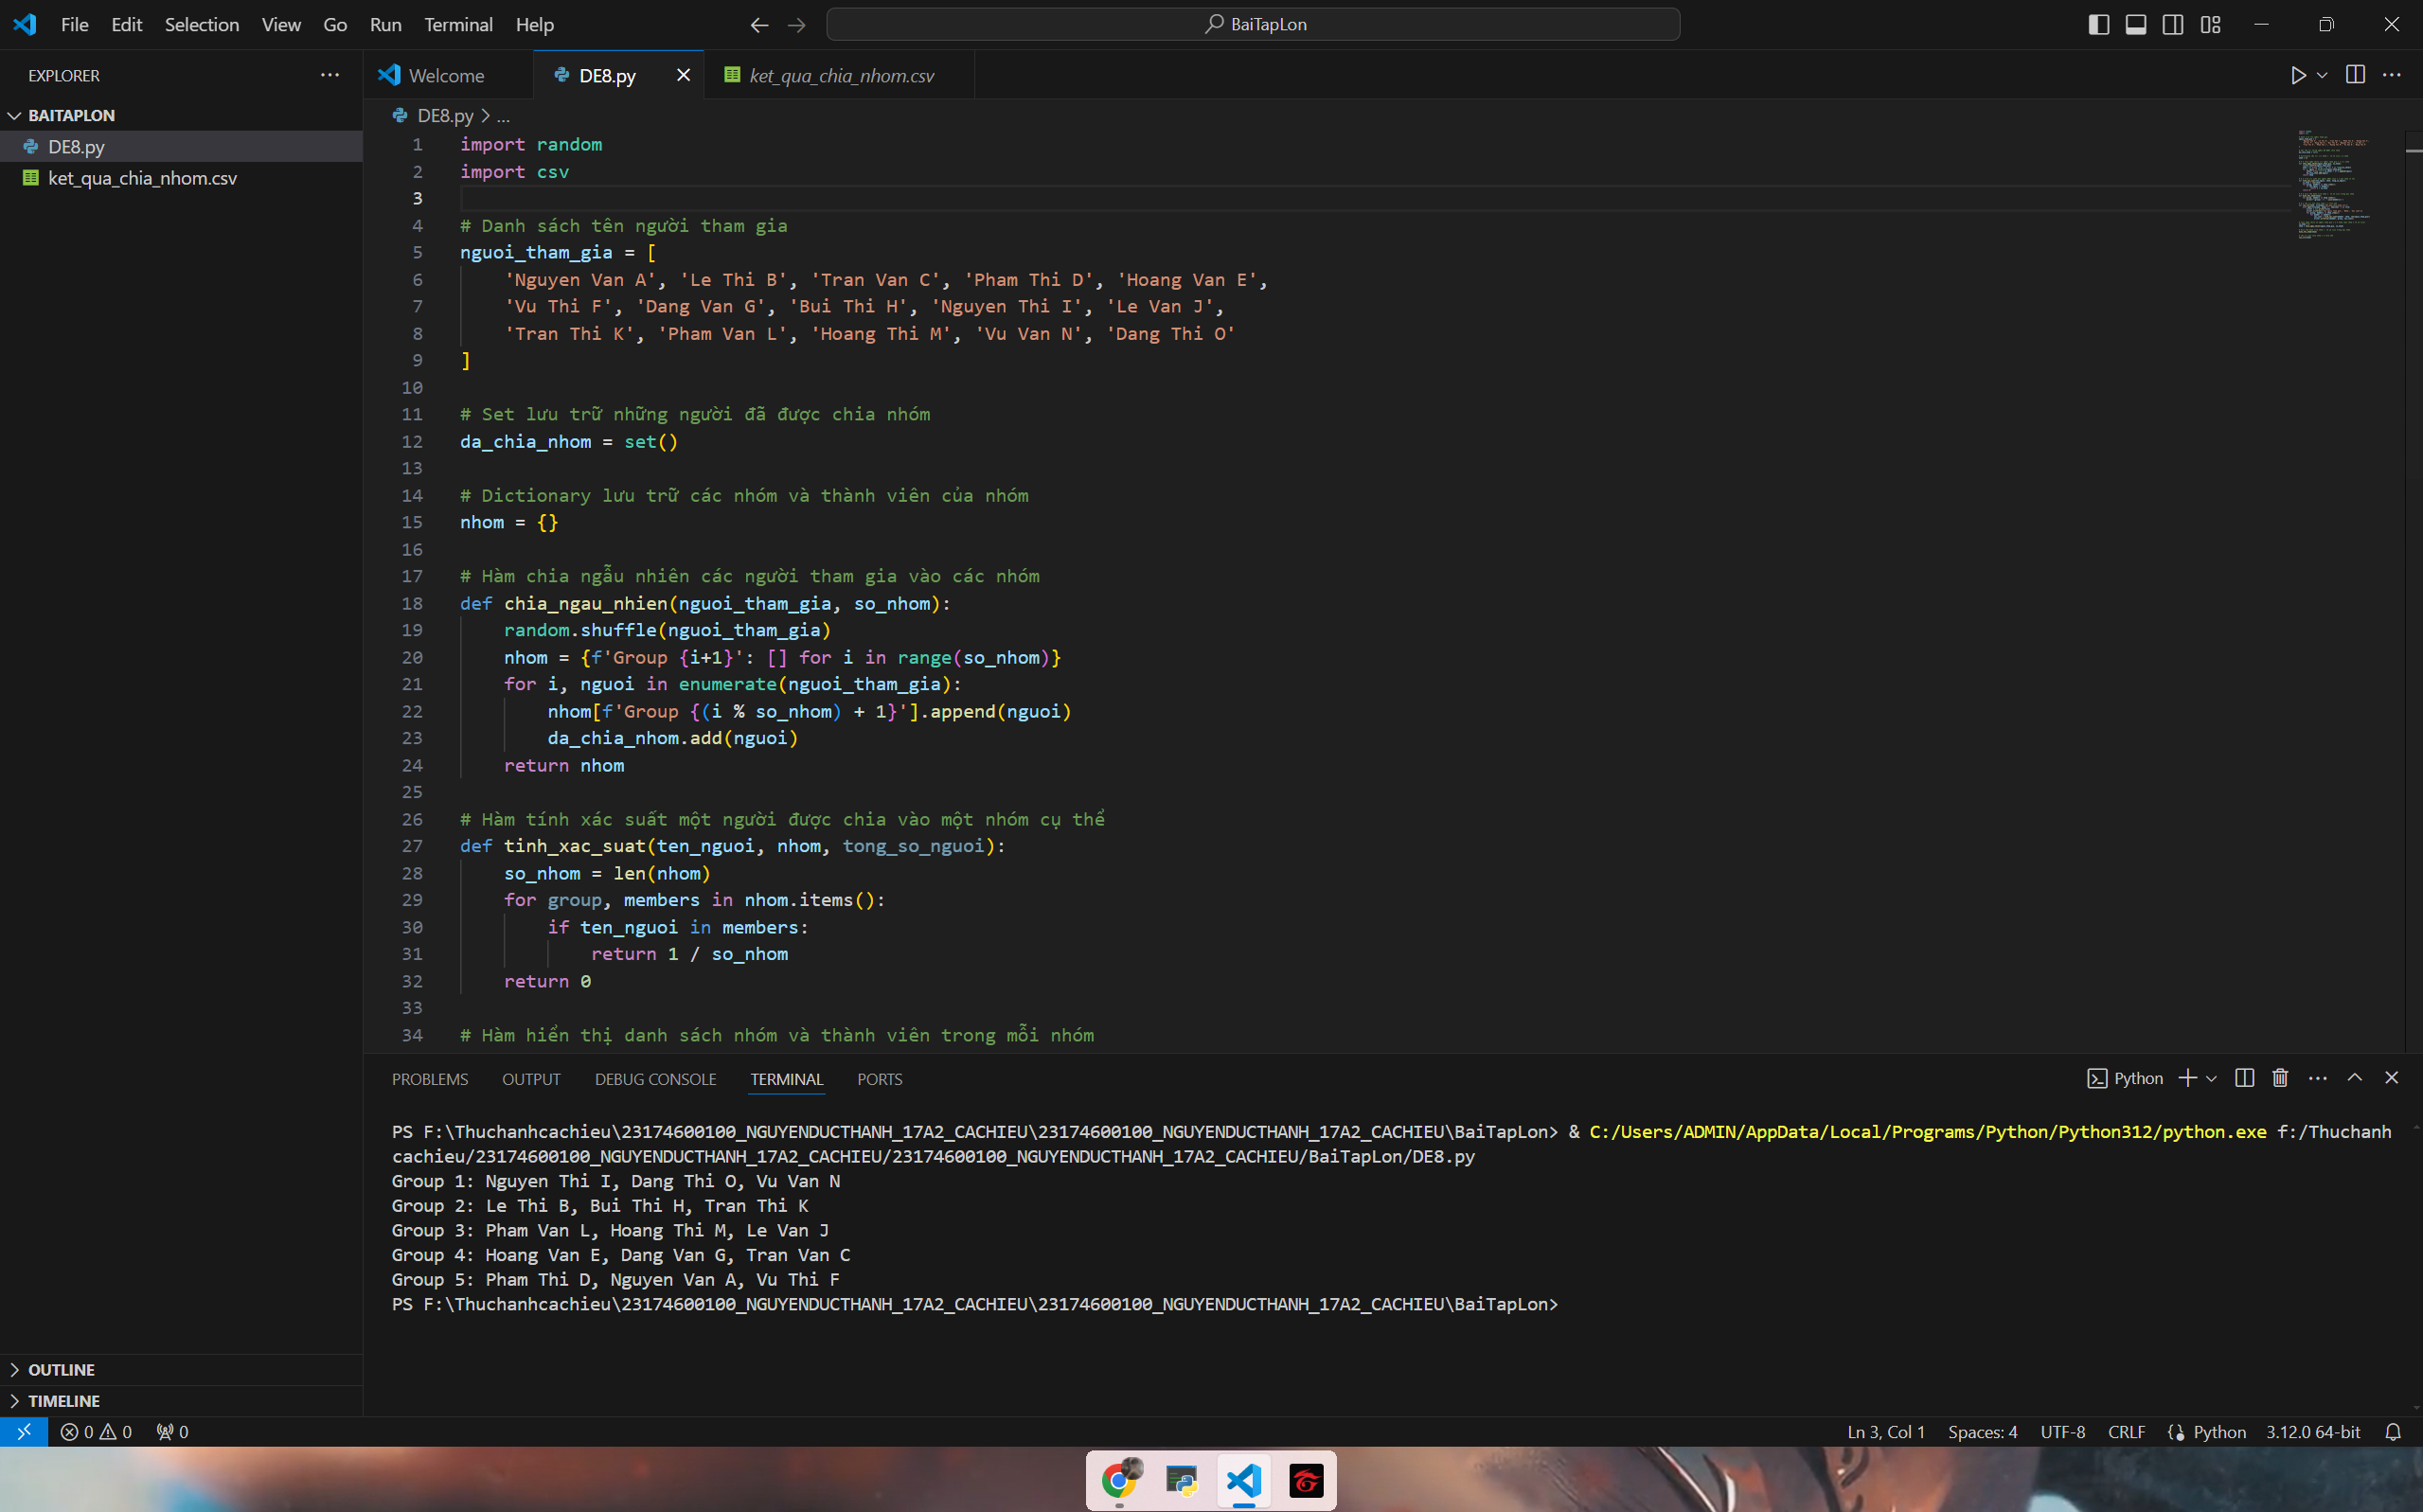 File Edit Selection View Go Run Terminal Help
BaiTapLon
EXPLORER
BAITAPLON
DE8.py
ket_qua_chia_nhom.csv
OUTLINE
TIMELINE
Welcome DE8.py ket_qua_chia_nhom.csv
DE8.py > ...
1 import random
2 import csv
3
4 # Danh sách tên người tham gia
5 nguoi_tham_gia = [
6     'Nguyen Van A', 'Le Thi B', 'Tran Van C', 'Pham Thi D', 'Hoang Van E',
7     'Vu Thi F', 'Dang Van G', 'Bui Thi H', 'Nguyen Thi I', 'Le Van J',
8     'Tran Thi K', 'Pham Van L', 'Hoang Thi M', 'Vu Van N', 'Dang Thi O'
9 ]
10
11 # Set lưu trữ những người đã được chia nhóm
12 da_chia_nhom = set()
13
14 # Dictionary lưu trữ các nhóm và thành viên của nhóm
15 nhom = {}
16
17 # Hàm chia ngẫu nhiên các người tham gia vào các nhóm
18 def chia_ngau_nhien(nguoi_tham_gia, so_nhom):
19     random.shuffle(nguoi_tham_gia)
20     nhom = {f'Group {i+1}': [] for i in range(so_nhom)}
21     for i, nguoi in enumerate(nguoi_tham_gia):
22         nhom[f'Group {(i % so_nhom) + 1}'].append(nguoi)
23         da_chia_nhom.add(nguoi)
24     return nhom
25
26 # Hàm tính xác suất một người được chia vào một nhóm cụ thể
27 def tinh_xac_suat(ten_nguoi, nhom, tong_so_nguoi):
28     so_nhom = len(nhom)
29     for group, members in nhom.items():
30         if ten_nguoi in members:
31             return 1 / so_nhom
32     return 0
33
34 # Hàm hiển thị danh sách nhóm và thành viên trong mỗi nhóm
PROBLEMS OUTPUT DEBUG CONSOLE TERMINAL PORTS
Python
PS F:\Thuchanhcachieu\23174600100_NGUYENDUCTHANH_17A2_CACHIEU\23174600100_NGUYENDUCTHANH_17A2_CACHIEU\BaiTapLon> & C:/Users/ADMIN/AppData/Local/Programs/Python/Python312/python.exe f:/Thuchanh
cachieu/23174600100_NGUYENDUCTHANH_17A2_CACHIEU/23174600100_NGUYENDUCTHANH_17A2_CACHIEU/BaiTapLon/DE8.py
Group 1: Nguyen Thi I, Dang Thi O, Vu Van N
Group 2: Le Thi B, Bui Thi H, Tran Thi K
Group 3: Pham Van L, Hoang Thi M, Le Van J
Group 4: Hoang Van E, Dang Van G, Tran Van C
Group 5: Pham Thi D, Nguyen Van A, Vu Thi F
PS F:\Thuchanhcachieu\23174600100_NGUYENDUCTHANH_17A2_CACHIEU\23174600100_NGUYENDUCTHANH_17A2_CACHIEU\BaiTapLon>
0 0 0
Ln 3, Col 1 Spaces: 4 UTF-8 CRLF Python 3.12.0 64-bit